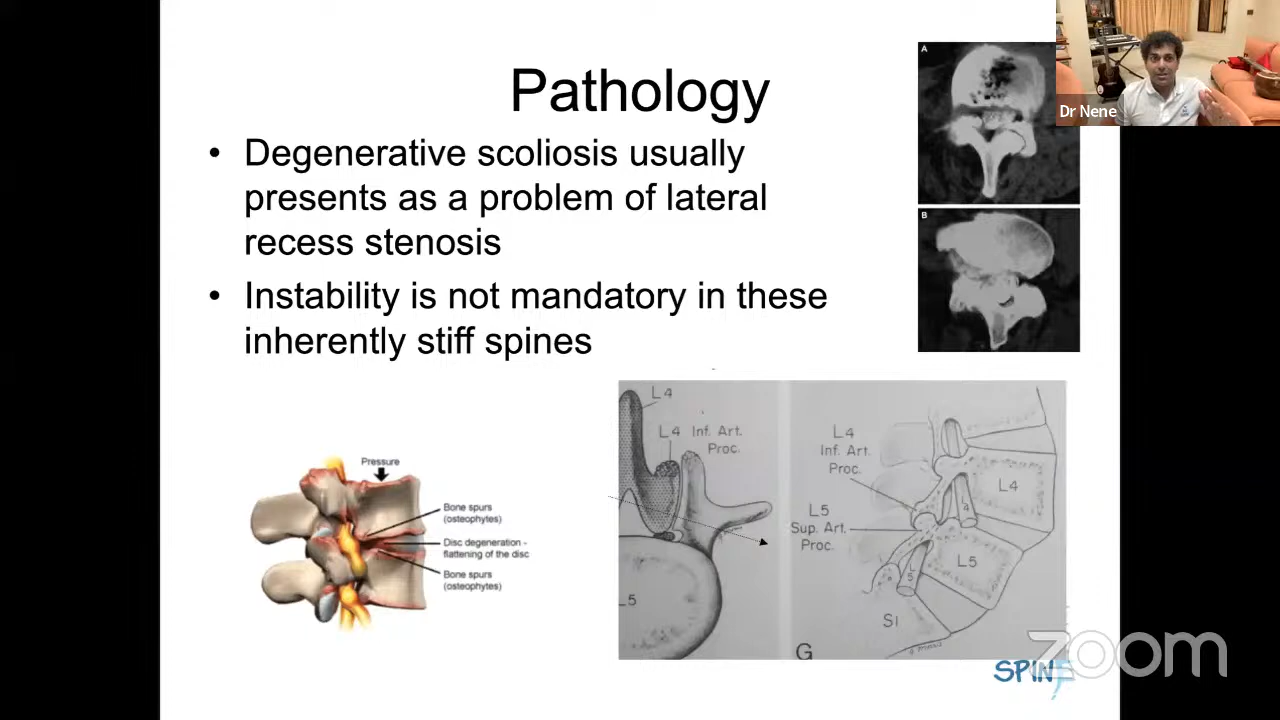 Pathology
• Degenerative scoliosis usually
presents as a problem of lateral
recess stenosis
• Instability is not mandatory in these
inherently stiff spines
A
B
Dr Nene
Pressure
Bone spurs
(osteophytes)
Disc degeneration -
flattening of the disc
Bone spurs
(osteophytes)
L4
L4 Inf. Art.
Proc.
L5
L4
Inf. Art.
Proc.
L5
Sup. Art.
Proc.
L4
L4
L5
L5
S1
G
SPINE
zoom